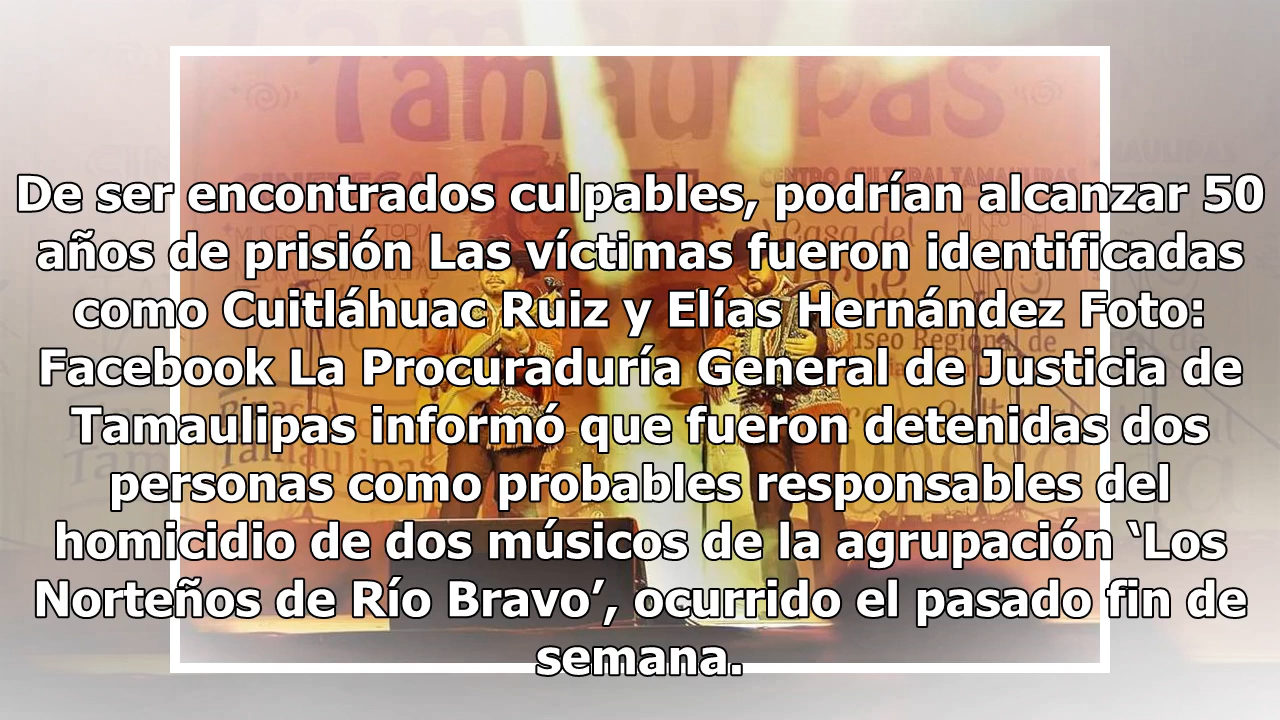 Tamaulipas
De ser encontrados culpables, podrían alcanzar 50
años de prisión Las víctimas fueron identificadas
como Cuitláhuac Ruiz y Elías Hernández Foto:
Facebook La Procuraduría General de Justicia de
Tamaulipas informó que fueron detenidas dos
personas como probables responsables del
homicidio de dos músicos de la agrupación ‘Los
Norteños de Río Bravo’, ocurrido el pasado fin de
semana.